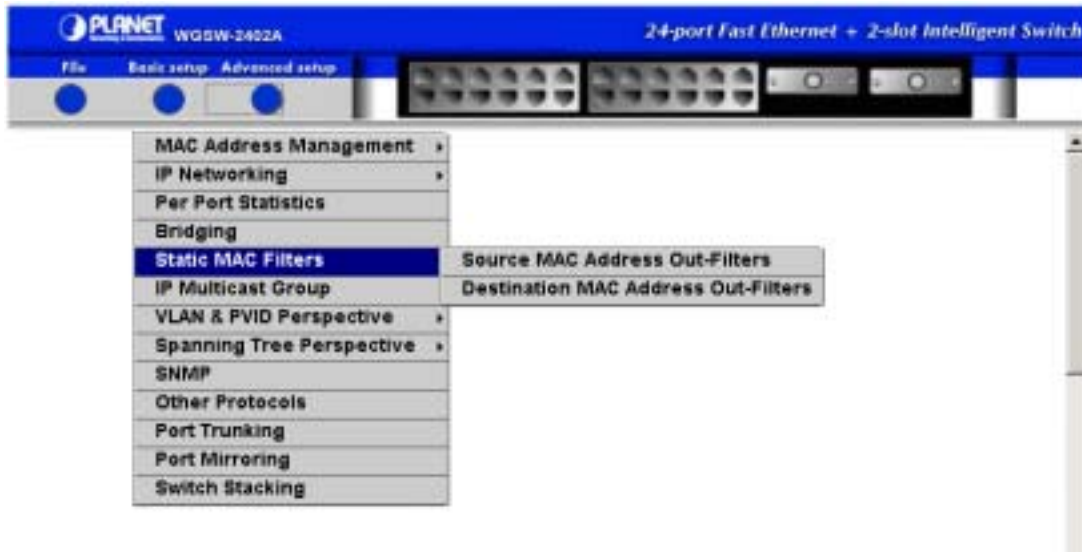 PLANET WGSW-2402A
24-port Fast Ethernet + 2-slot Intelligent Switch
File Basic setup Advanced setup
MAC Address Management
IP Networking
Per Port Statistics
Bridging
Static MAC Filters
Source MAC Address Out-Filters
IP Multicast Group
Destination MAC Address Out-Filters
VLAN & PVID Perspective
Spanning Tree Perspective
SNMP
Other Protocols
Port Trunking
Port Mirroring
Switch Stacking